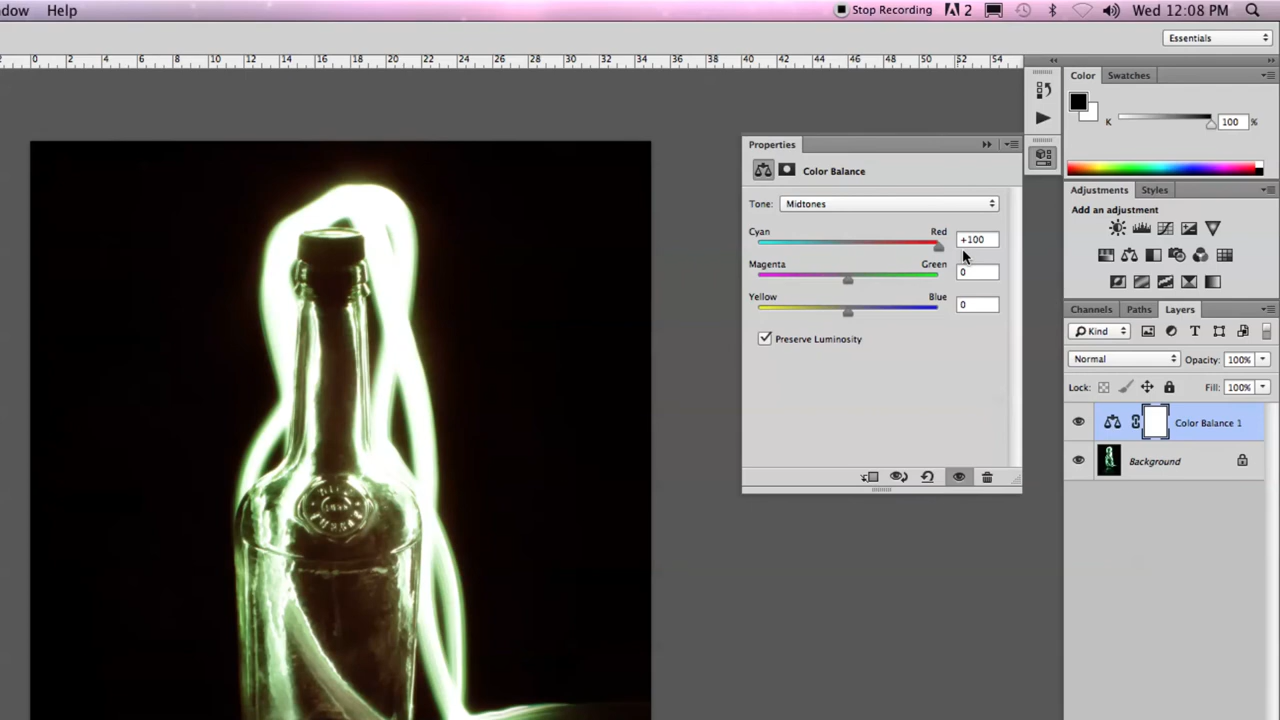 dow Help Stop Recording 2 Wed 12:08 PM
Essentials
0 2 4 6 8 10 12 14 16 18 20 22 24 26 28 30 32 34 36 38 40 42 44 46 48 50 52 54
Properties
Color Balance
Tone: Midtones
Cyan Red +100
Magenta Green 0
Yellow Blue 0
Preserve Luminosity
Color Swatches
K 100 %
Adjustments Styles
Add an adjustment
Channels Paths Layers
Kind
Normal Opacity: 100%
Lock: Fill: 100%
Color Balance 1
Background